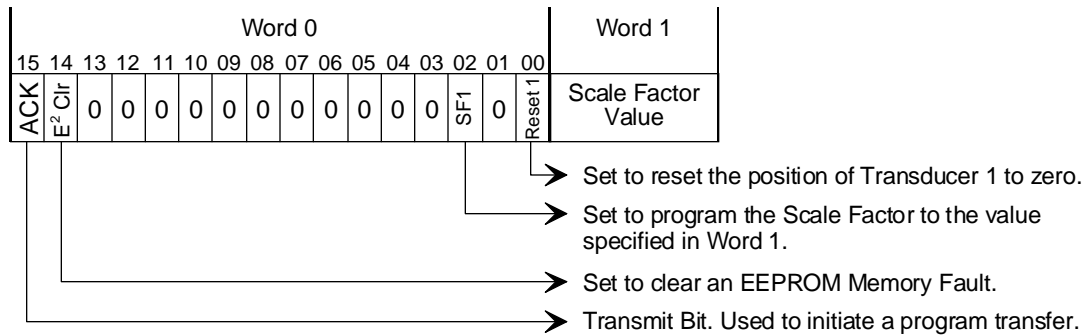 Word 0 Word 1
15 14 13 12 11 10 09 08 07 06 05 04 03 02 01 00
ACK E² Clr 0 0 0 0 0 0 0 0 0 0 0 SF1 0 Reset 1 Scale Factor
Value
Set to reset the position of Transducer 1 to zero.
Set to program the Scale Factor to the value
specified in Word 1.
Set to clear an EEPROM Memory Fault.
Transmit Bit. Used to initiate a program transfer.